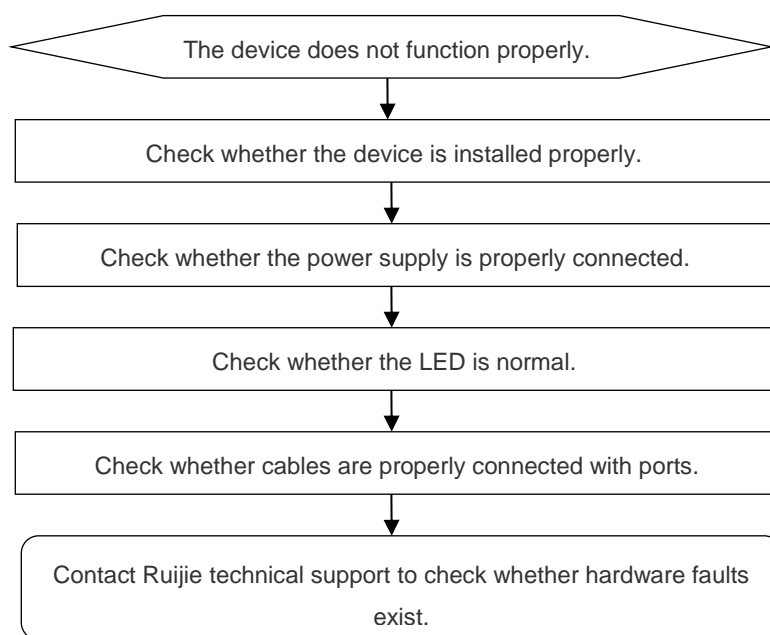 The device does not function properly.
Check whether the device is installed properly.
Check whether the power supply is properly connected.
Check whether the LED is normal.
Check whether cables are properly connected with ports.
Contact Ruijie technical support to check whether hardware faults
exist.